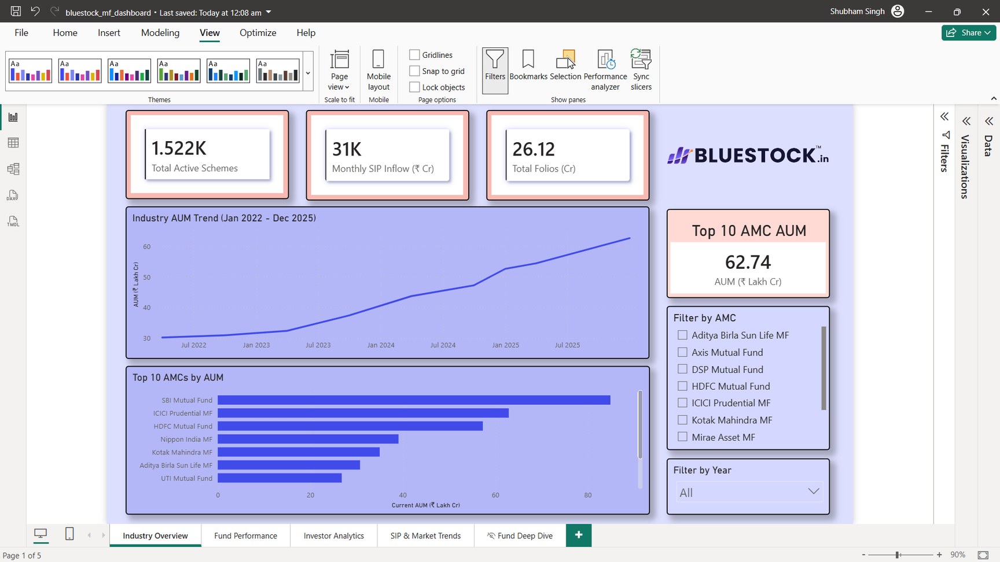 bluestock_mf_dashboard • Last saved: Today at 12:08 am
Shubham Singh
File
Home
Insert
Modeling
View
Optimize
Help
Share
Aa
Aa
Aa
Aa
Aa
Aa
Themes
Page view
Scale to fit
Mobile layout
Mobile
Gridlines
Snap to grid
Lock objects
Page options
Filters
Bookmarks
Selection
Performance analyzer
Sync slicers
Show panes
DAX
TMDL
1.522K
Total Active Schemes
31K
Monthly SIP Inflow (₹ Cr)
26.12
Total Folios (Cr)
BLUESTOCK™.in
Filters
Visualizations
Data
Industry AUM Trend (Jan 2022 - Dec 2025)
AUM (₹ Lakh Cr)
60
50
40
30
Jul 2022
Jan 2023
Jul 2023
Jan 2024
Jul 2024
Jan 2025
Jul 2025
Top 10 AMC AUM
62.74
AUM (₹ Lakh Cr)
Filter by AMC
Aditya Birla Sun Life MF
Axis Mutual Fund
DSP Mutual Fund
HDFC Mutual Fund
ICICI Prudential MF
Kotak Mahindra MF
Mirae Asset MF
Top 10 AMCs by AUM
SBI Mutual Fund
ICICI Prudential MF
HDFC Mutual Fund
Nippon India MF
Kotak Mahindra MF
Aditya Birla Sun Life MF
UTI Mutual Fund
0
20
40
60
80
Current AUM (₹ Lakh Cr)
Filter by Year
All
Industry Overview
Fund Performance
Investor Analytics
SIP & Market Trends
Fund Deep Dive
+
Page 1 of 5
-
+
90%